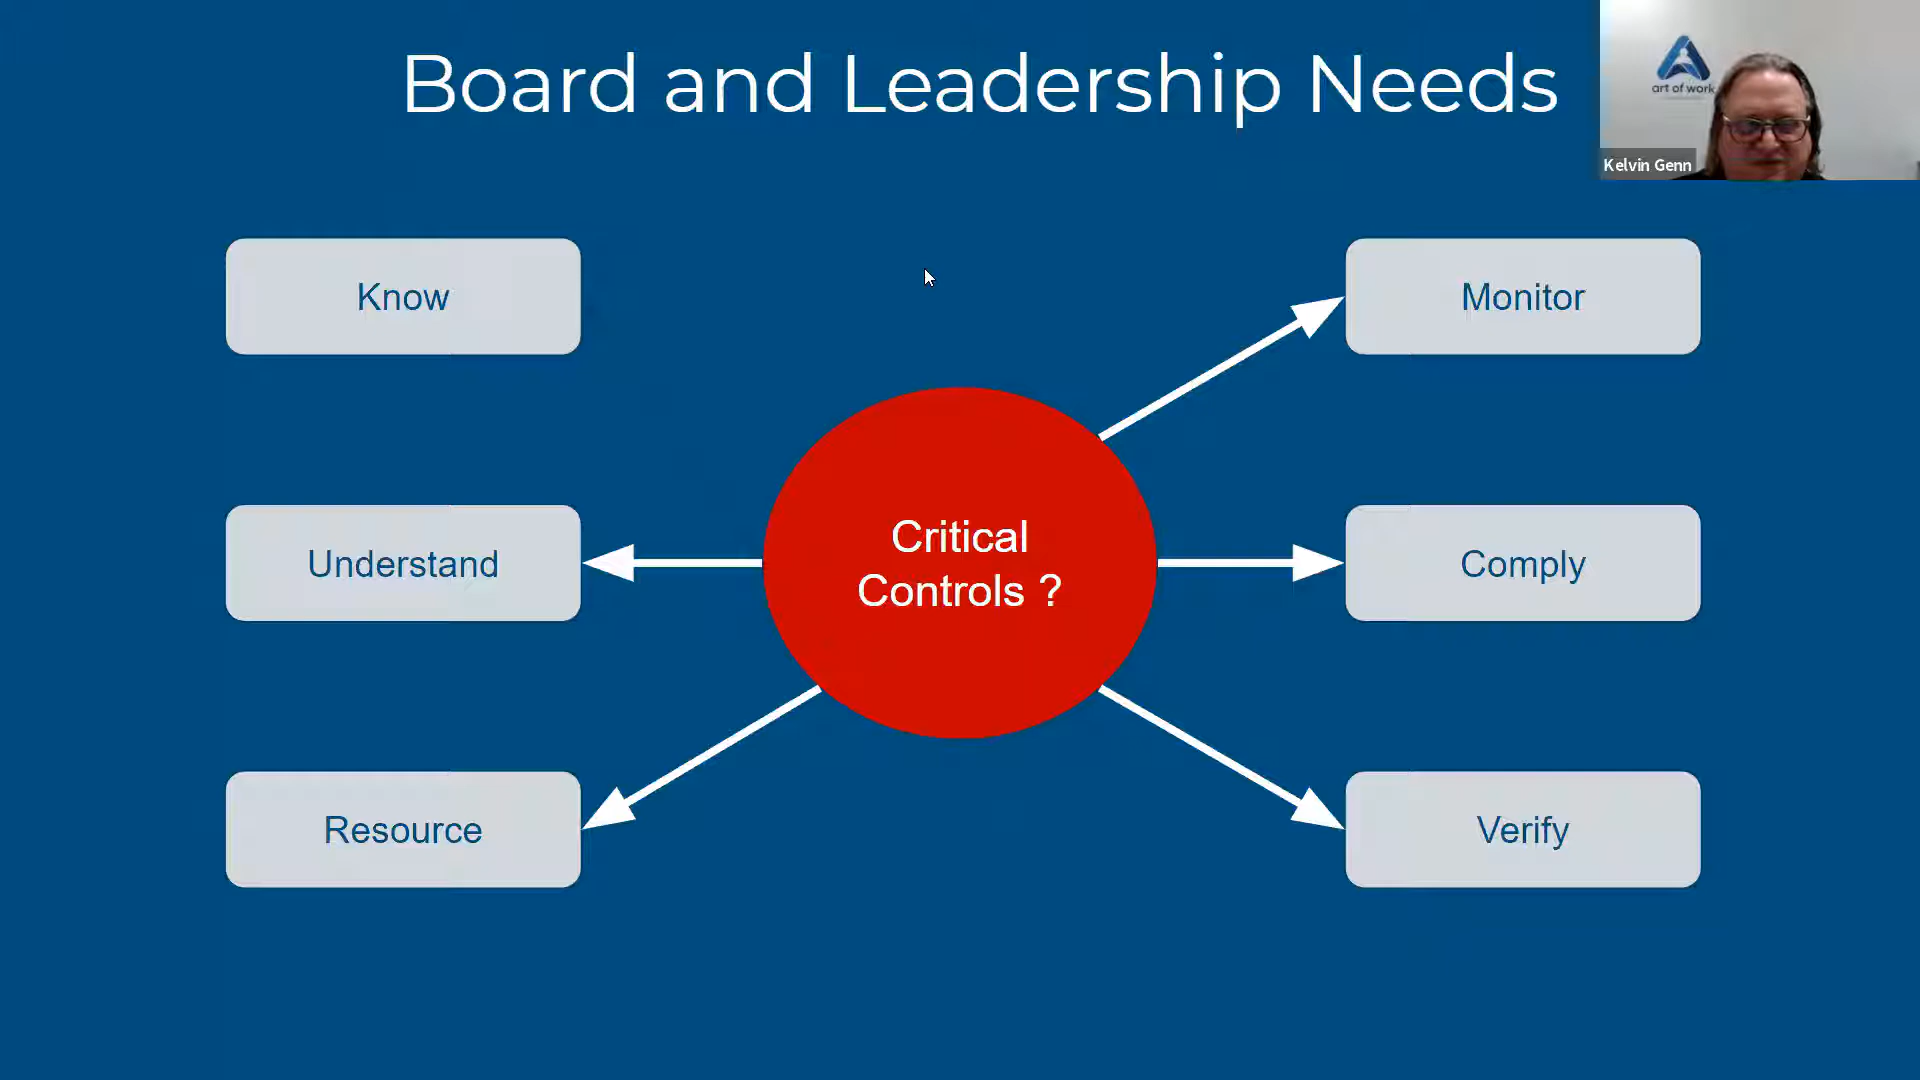 Board and Leadership Needs
art of work
Kelvin Genn
Know
Monitor
Understand
Critical
Controls ?
Comply
Resource
Verify